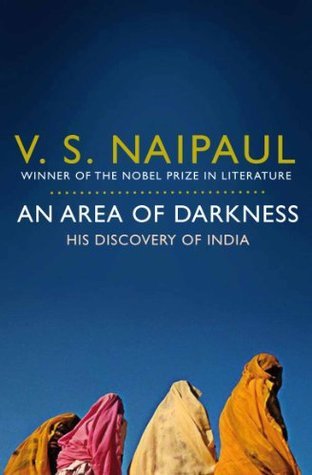 V. S. NAIPAUL
WINNER OF THE NOBEL PRIZE IN LITERATURE
AN AREA OF DARKNESS
HIS DISCOVERY OF INDIA